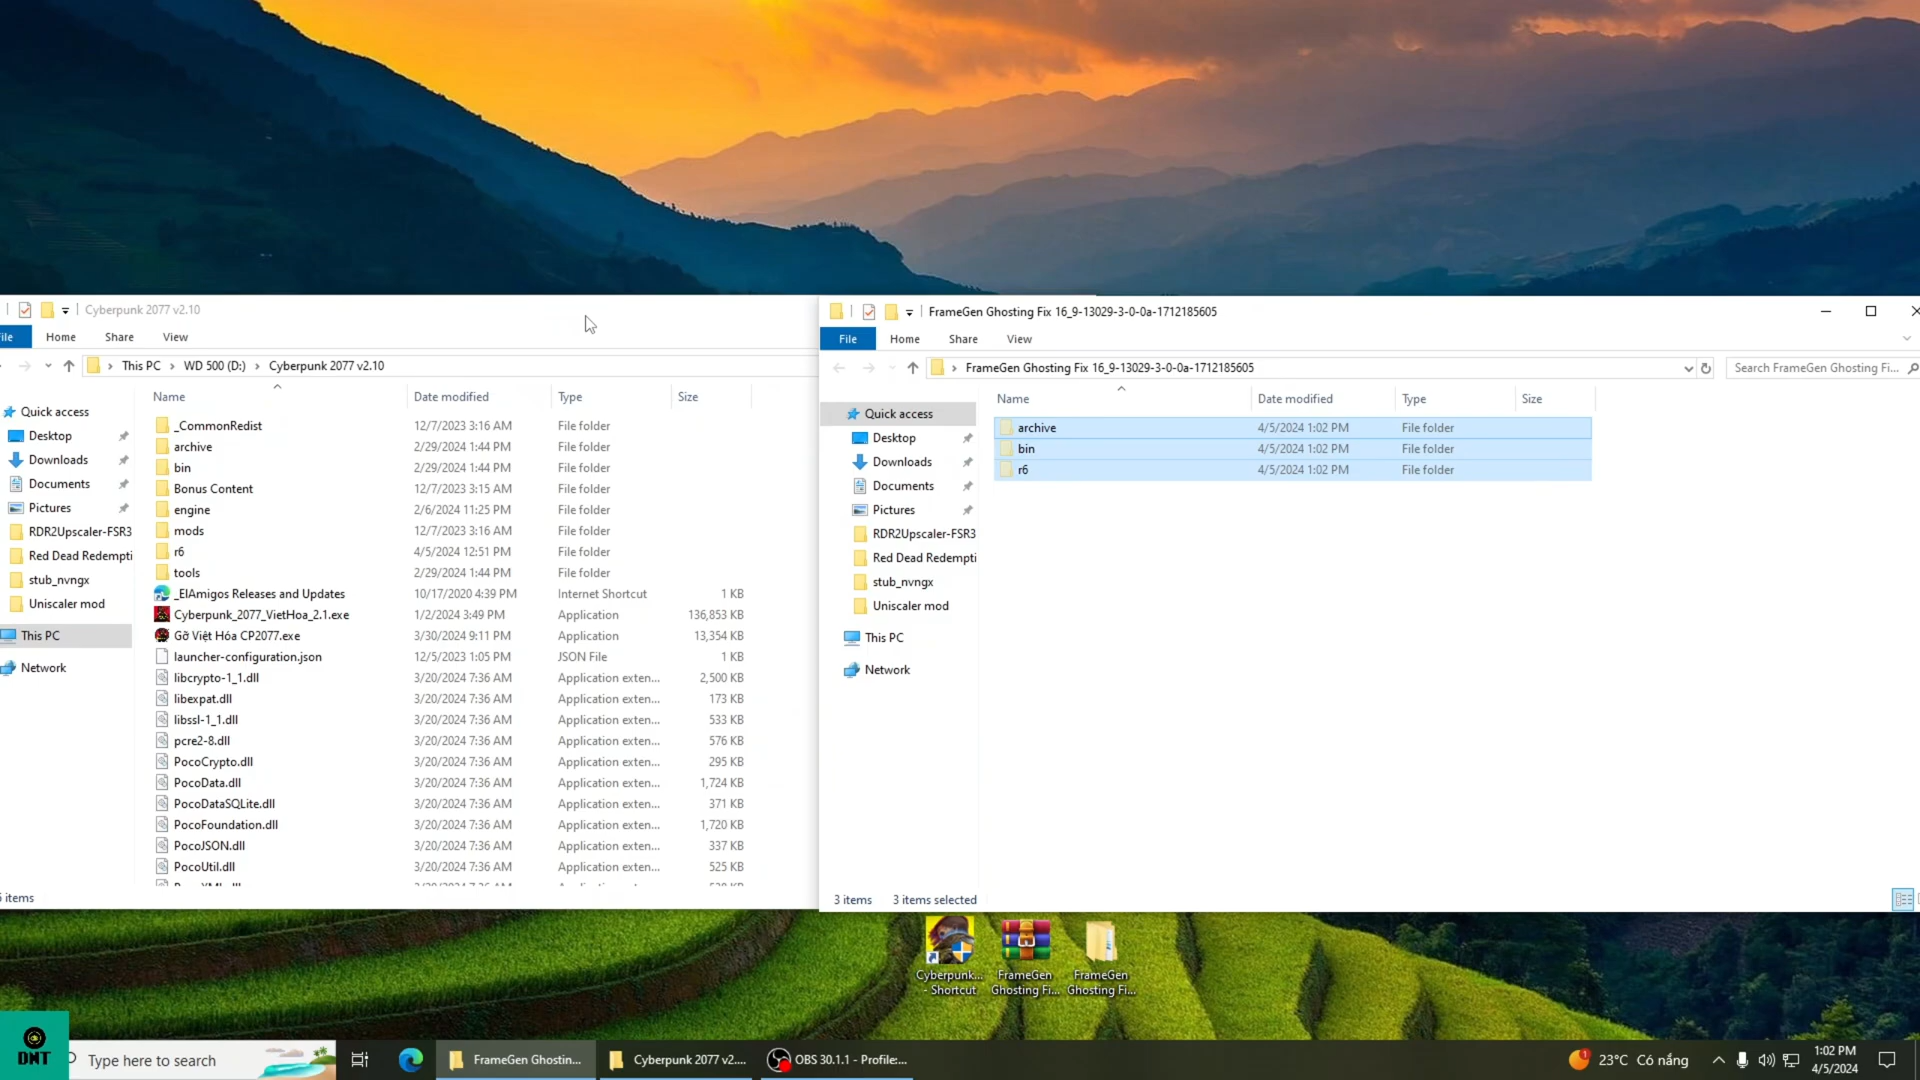 Cyberpunk 2077 v2.10
Home Share View
This PC > WD 500 (D:) > Cyberpunk 2077 v2.10
Name Date modified Type Size
Quick access
Desktop
Downloads
Documents
Pictures
RDR2Upscaler-FSR3
Red Dead Redempti
stub_nvngx
Uniscaler mod
This PC
Network
_CommonRedist 12/7/2023 3:16 AM File folder
archive 2/29/2024 1:44 PM File folder
bin 2/29/2024 1:44 PM File folder
Bonus Content 12/7/2023 3:15 AM File folder
engine 2/6/2024 11:25 PM File folder
mods 12/7/2023 3:16 AM File folder
r6 4/5/2024 12:51 PM File folder
tools 2/29/2024 1:44 PM File folder
_ElAmigos Releases and Updates 10/17/2020 4:39 PM Internet Shortcut 1 KB
Cyberpunk_2077_VietHoa_2.1.exe 1/2/2024 3:49 PM Application 136,853 KB
Gỡ Việt Hóa CP2077.exe 3/30/2024 9:11 PM Application 13,354 KB
launcher-configuration.json 12/5/2023 1:05 PM JSON File 1 KB
libcrypto-1_1.dll 3/20/2024 7:36 AM Application exten... 2,500 KB
libexpat.dll 3/20/2024 7:36 AM Application exten... 173 KB
libssl-1_1.dll 3/20/2024 7:36 AM Application exten... 533 KB
pcre2-8.dll 3/20/2024 7:36 AM Application exten... 576 KB
PocoCrypto.dll 3/20/2024 7:36 AM Application exten... 295 KB
PocoData.dll 3/20/2024 7:36 AM Application exten... 1,724 KB
PocoDataSQLite.dll 3/20/2024 7:36 AM Application exten... 371 KB
PocoFoundation.dll 3/20/2024 7:36 AM Application exten... 1,720 KB
PocoJSON.dll 3/20/2024 7:36 AM Application exten... 337 KB
PocoUtil.dll 3/20/2024 7:36 AM Application exten... 525 KB
items
FrameGen Ghosting Fix 16_9-13029-3-0-0a-1712185605
File Home Share View
FrameGen Ghosting Fix 16_9-13029-3-0-0a-1712185605
Search FrameGen Ghosting Fi...
Name Date modified Type Size
Quick access
Desktop
Downloads
Documents
Pictures
RDR2Upscaler-FSR3
Red Dead Redempti
stub_nvngx
Uniscaler mod
This PC
Network
archive 4/5/2024 1:02 PM File folder
bin 4/5/2024 1:02 PM File folder
r6 4/5/2024 1:02 PM File folder
3 items 3 items selected
Cyberpunk... - Shortcut
FrameGen Ghosting Fi...
FrameGen Ghosting Fi...
DNT
Type here to search
FrameGen Ghostin...
Cyberpunk 2077 v2....
OBS 30.1.1 - Profile:...
1
23°C Có nắng
1:02 PM
4/5/2024